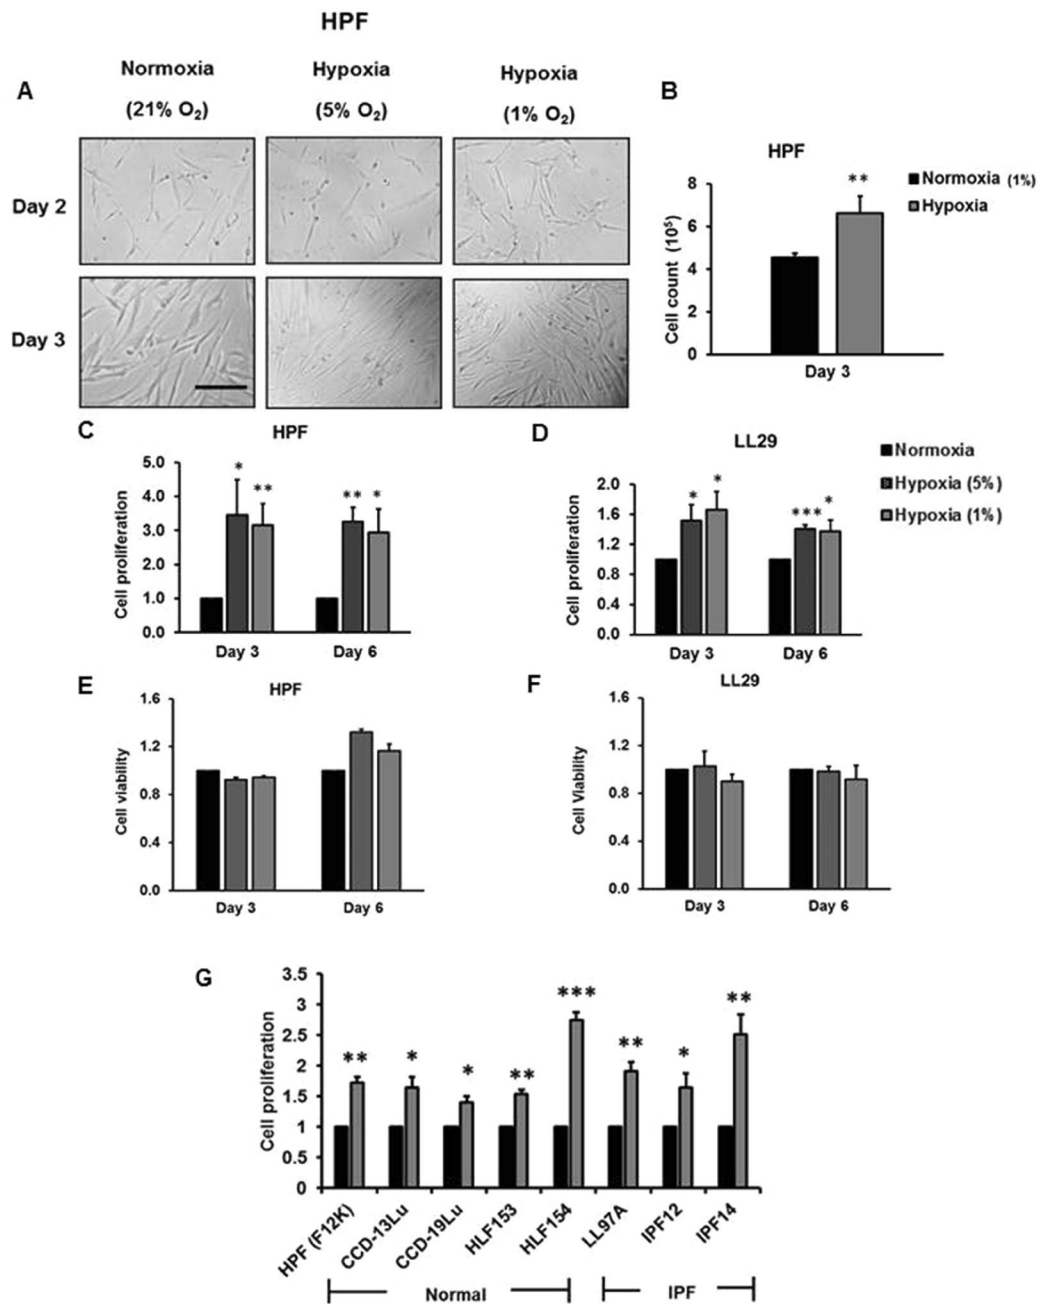 HPF
Normoxia
(21% O₂)
Hypoxia
(5% O₂)
Hypoxia
(1% O₂)
A
Day 2
Day 3
B
HPF
Normoxia (1%)
Hypoxia
**
Cell count (10⁵)
8
6
4
2
0
Day 3
C
HPF
Cell proliferation
5.0
4.0
3.0
2.0
1.0
0.0
*
**
**
*
Day 3
Day 6
D
LL29
Normoxia
Hypoxia (5%)
Hypoxia (1%)
Cell proliferation
2.0
1.6
1.2
0.8
0.4
0.0
*
*
***
*
Day 3
Day 6
E
HPF
Cell viability
1.6
1.2
0.8
0.4
0.0
Day 3
Day 6
F
LL29
Cell Viability
1.6
1.2
0.8
0.4
0.0
Day 3
Day 6
G
Cell proliferation
3.5
3
2.5
2
1.5
1
0.5
0
**
*
*
**
***
**
*
**
HPF (F12K)
CCD-13Lu
CCD-19Lu
HLF153
HLF154
LL97A
IPF12
IPF14
Normal
IPF